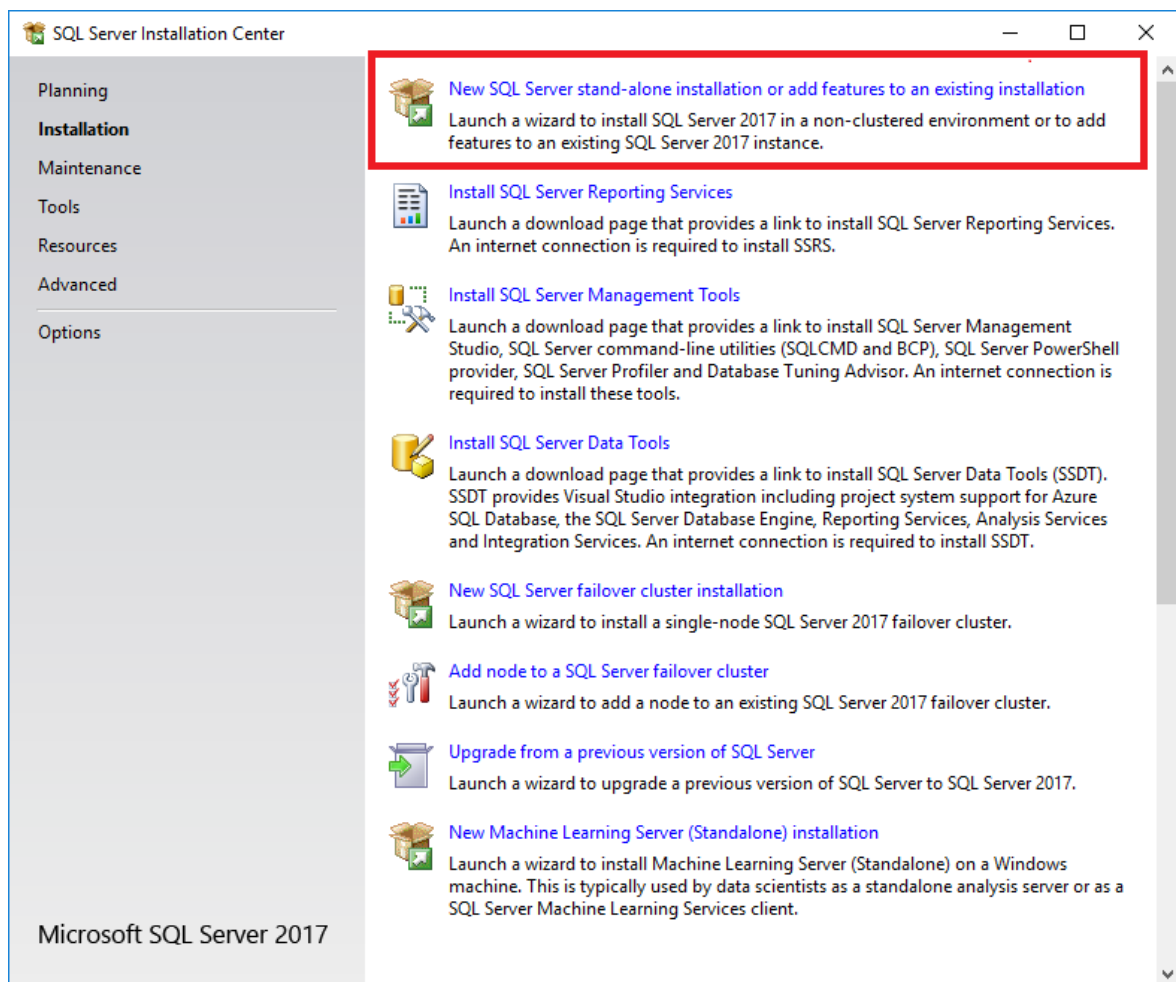 SQL Server Installation Center
Planning
Installation
Maintenance
Tools
Resources
Advanced
Options
Microsoft SQL Server 2017
New SQL Server stand-alone installation or add features to an existing installation
Launch a wizard to install SQL Server 2017 in a non-clustered environment or to add
features to an existing SQL Server 2017 instance.
Install SQL Server Reporting Services
Launch a download page that provides a link to install SQL Server Reporting Services.
An internet connection is required to install SSRS.
Install SQL Server Management Tools
Launch a download page that provides a link to install SQL Server Management
Studio, SQL Server command-line utilities (SQLCMD and BCP), SQL Server PowerShell
provider, SQL Server Profiler and Database Tuning Advisor. An internet connection is
required to install these tools.
Install SQL Server Data Tools
Launch a download page that provides a link to install SQL Server Data Tools (SSDT).
SSDT provides Visual Studio integration including project system support for Azure
SQL Database, the SQL Server Database Engine, Reporting Services, Analysis Services
and Integration Services. An internet connection is required to install SSDT.
New SQL Server failover cluster installation
Launch a wizard to install a single-node SQL Server 2017 failover cluster.
Add node to a SQL Server failover cluster
Launch a wizard to add a node to an existing SQL Server 2017 failover cluster.
Upgrade from a previous version of SQL Server
Launch a wizard to upgrade a previous version of SQL Server to SQL Server 2017.
New Machine Learning Server (Standalone) installation
Launch a wizard to install Machine Learning Server (Standalone) on a Windows
machine. This is typically used by data scientists as a standalone analysis server or as a
SQL Server Machine Learning Services client.